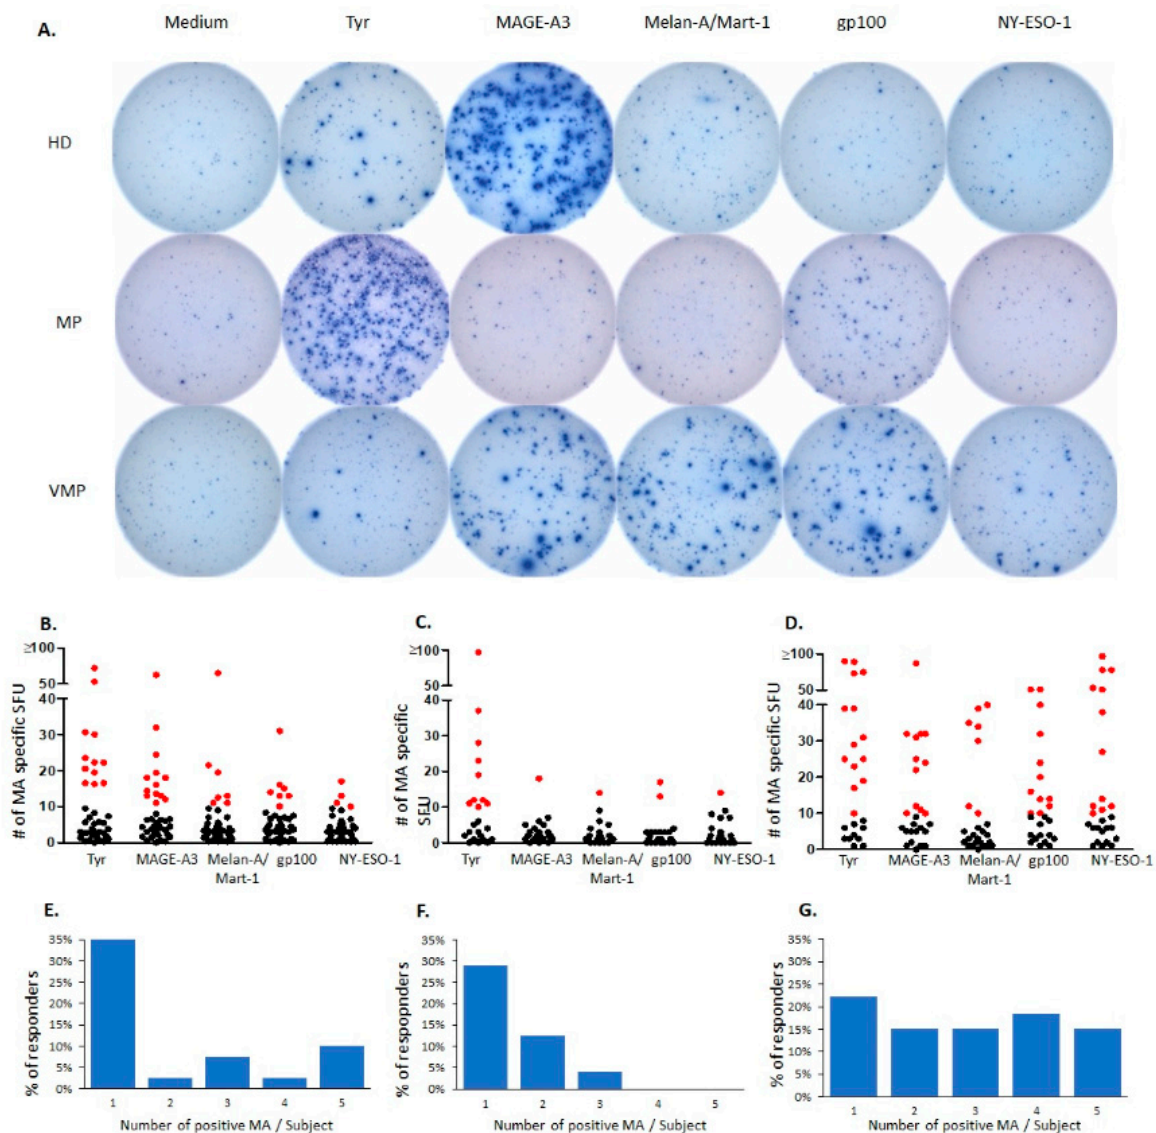 A.
Medium Tyr MAGE-A3 Melan-A/Mart-1 gp100 NY-ESO-1
HD
MP
VMP
B.
# of MA specific SFU
≥100
50
40
30
20
10
0
Tyr MAGE-A3 Melan-A/ gp100 NY-ESO-1
Mart-1
C.
# of MA specific
SFU
≥100
50
40
30
20
10
0
Tyr MAGE-A3 Melan-A/ gp100 NY-ESO-1
Mart-1
D.
# of MA specific SFU
≥100
50
40
30
20
10
0
Tyr MAGE-A3 Melan-A/ gp100 NY-ESO-1
Mart-1
E.
% of responders
35%
30%
25%
20%
15%
10%
5%
0%
1 2 3 4 5
Number of positive MA / Subject
F.
% of respopnders
35%
30%
25%
20%
15%
10%
5%
0%
1 2 3 4 5
Number of positive MA / Subject
G.
% of responders
35%
30%
25%
20%
15%
10%
5%
0%
1 2 3 4 5
Number of positive MA / Subject